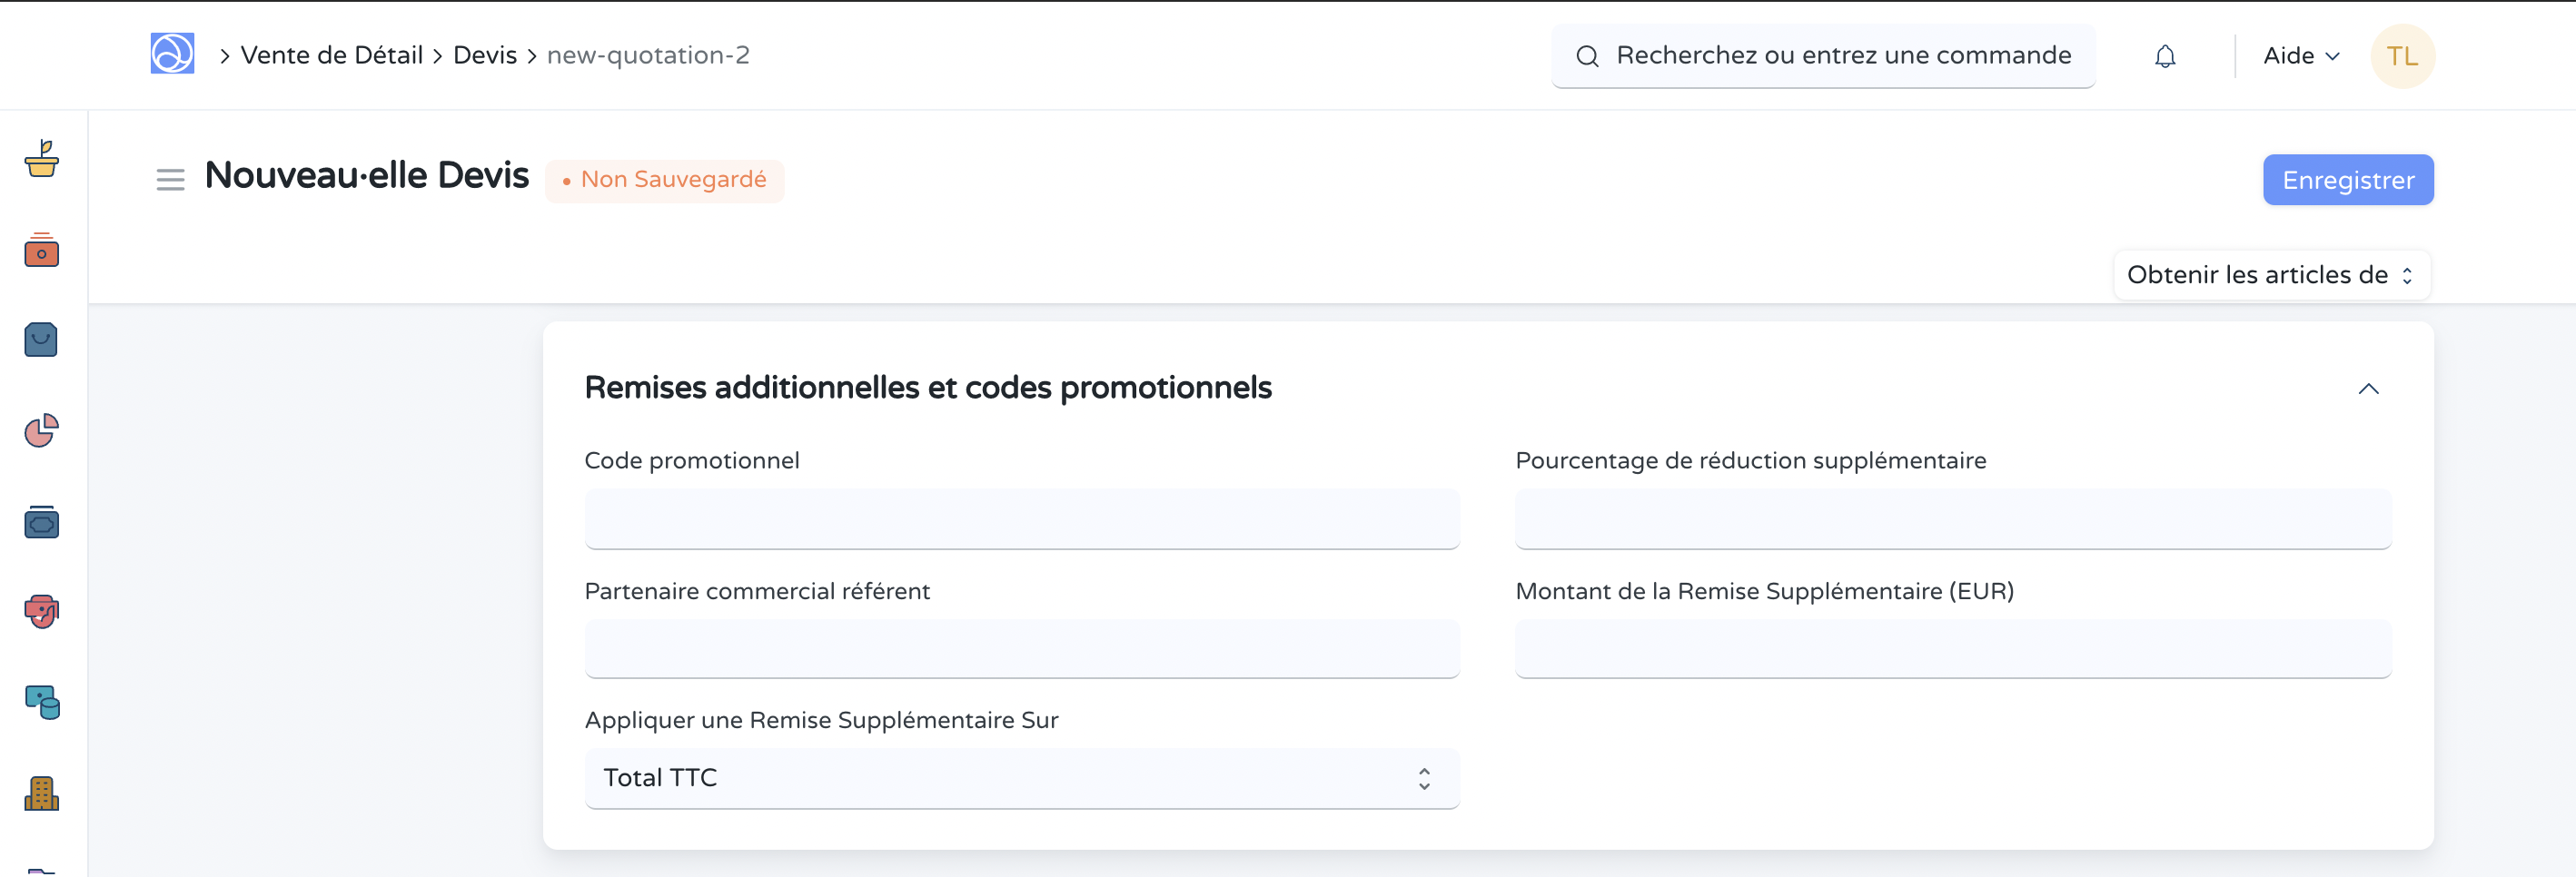 > Vente de Détail > Devis > new-quotation-2
Recherchez ou entrez une commande
Aide
TL
Nouveau·elle Devis
• Non Sauvegardé
Enregistrer
Obtenir les articles de
Remises additionnelles et codes promotionnels
Code promotionnel
Pourcentage de réduction supplémentaire
Partenaire commercial référent
Montant de la Remise Supplémentaire (EUR)
Appliquer une Remise Supplémentaire Sur
Total TTC